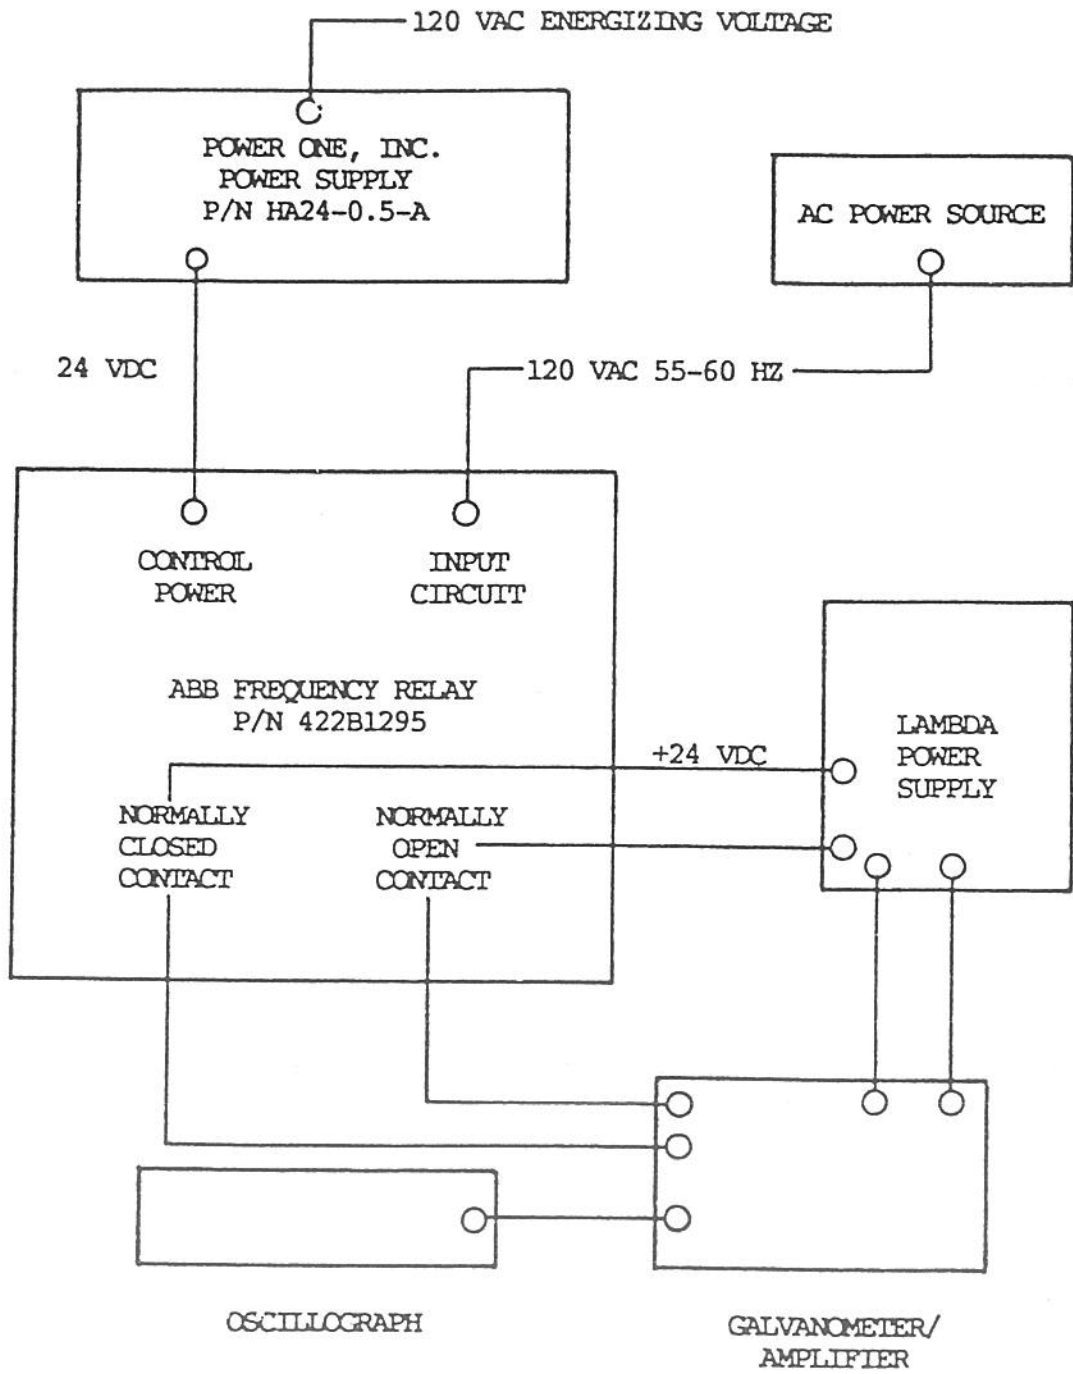 120 VAC ENERGIZING VOLTAGE
POWER ONE, INC.
POWER SUPPLY
P/N HA24-0.5-A
AC POWER SOURCE
24 VDC
120 VAC 55-60 HZ
CONTROL
POWER
INPUT
CIRCUIT
ABB FREQUENCY RELAY
P/N 422B1295
+24 VDC
LAMBDA
POWER
SUPPLY
NORMALLY
CLOSED
CONTACT
NORMALLY
OPEN
CONTACT
OSCILLOGRAPH
GALVANOMETER/
AMPLIFIER